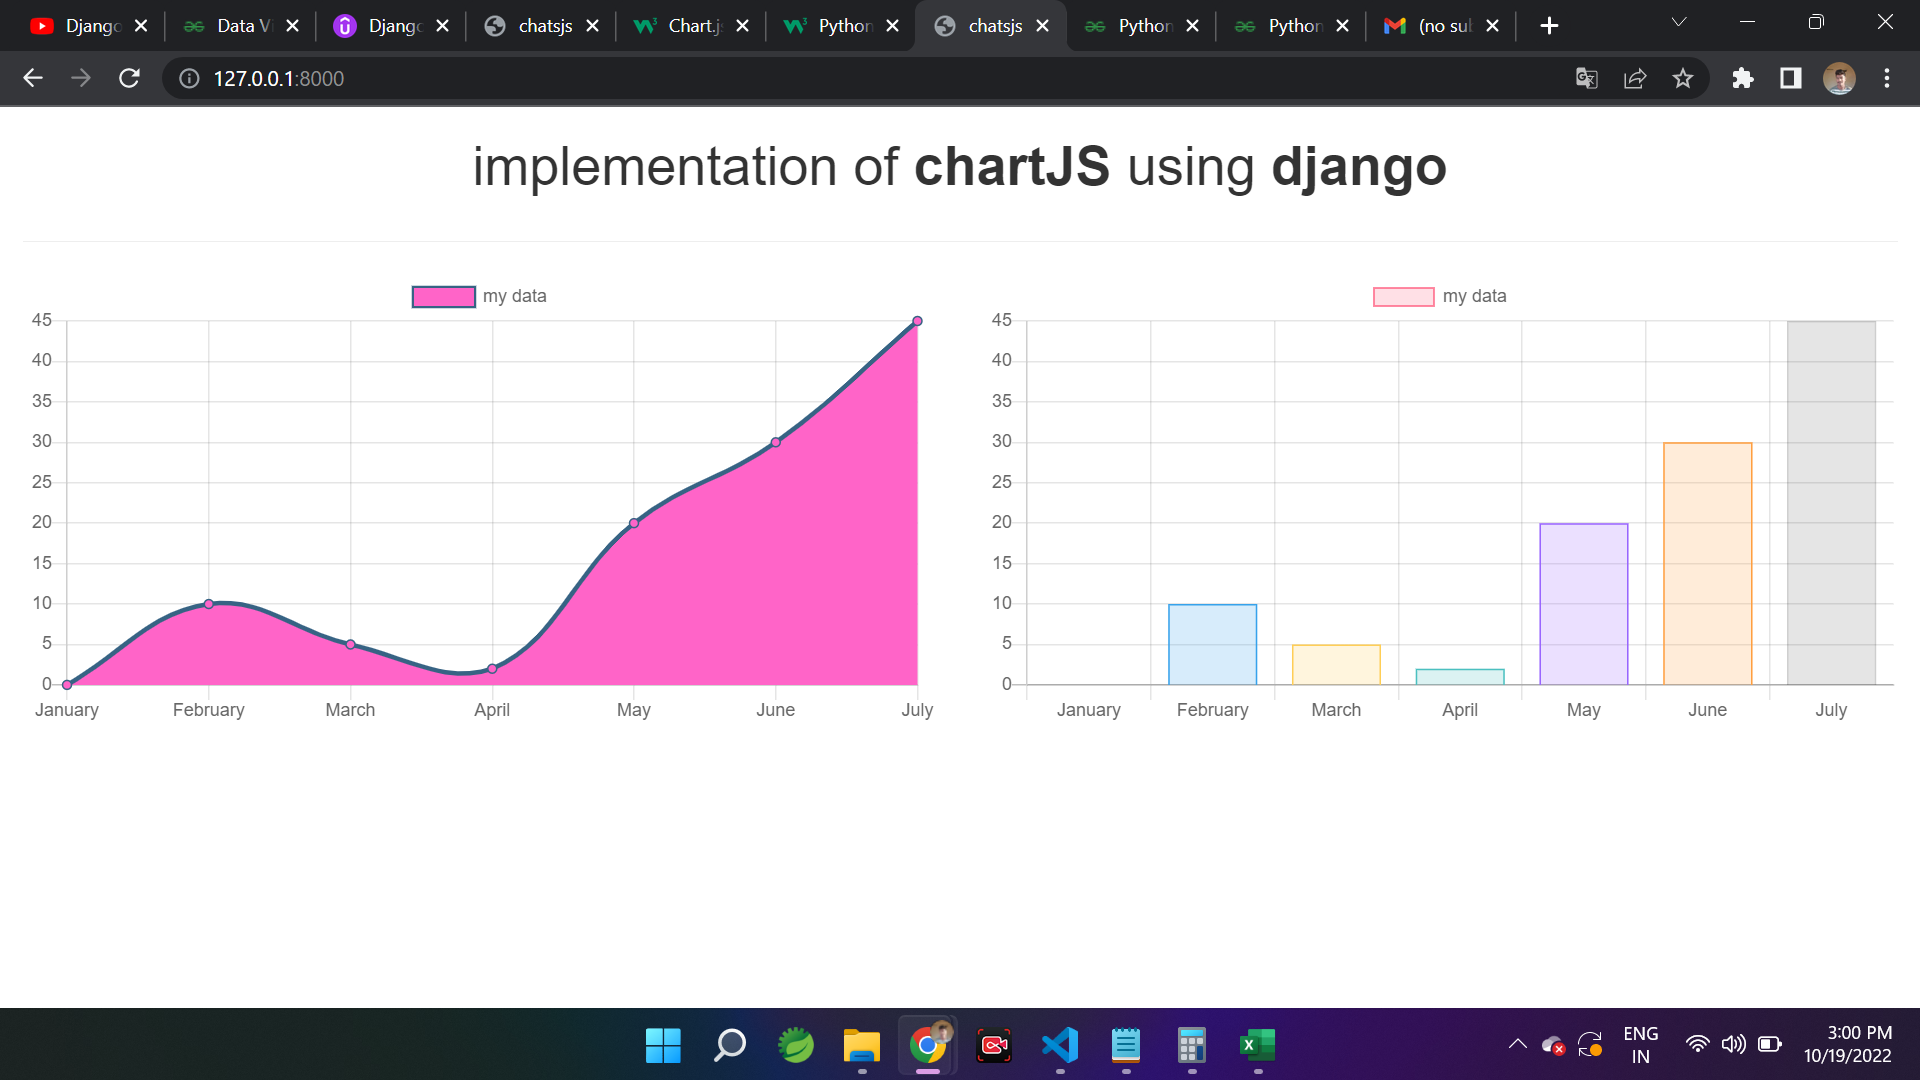 Django
Data Vi
Django
chatsjs
Chart.js
Python
chatsjs
Python
Python
(no sub
127.0.0.1:8000
implementation of chartJS using django
my data
45
40
35
30
25
20
15
10
5
0
January February March April May June July
my data
45
40
35
30
25
20
15
10
5
0
January February March April May June July
ENG
IN
3:00 PM
10/19/2022